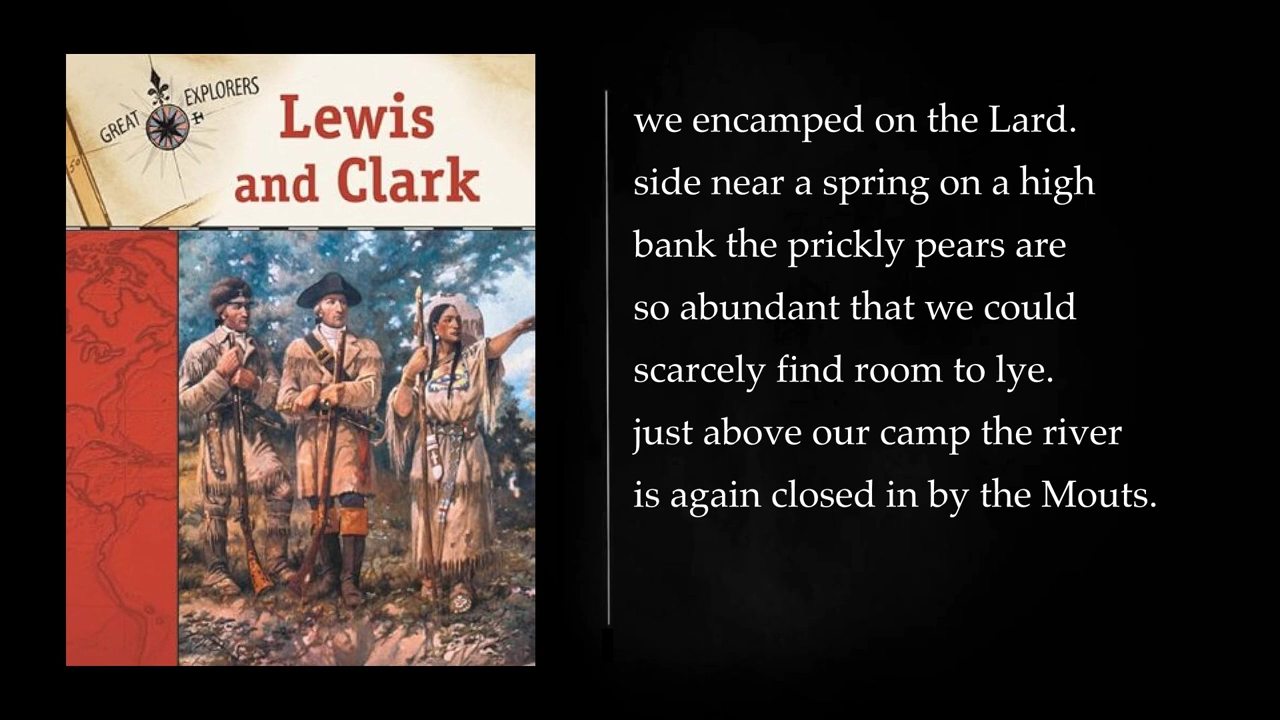 GREAT EXPLORERS
Lewis
and Clark
50
we encamped on the Lard.
side near a spring on a high
bank the prickly pears are
so abundant that we could
scarcely find room to lye.
just above our camp the river
is again closed in by the Mouts.